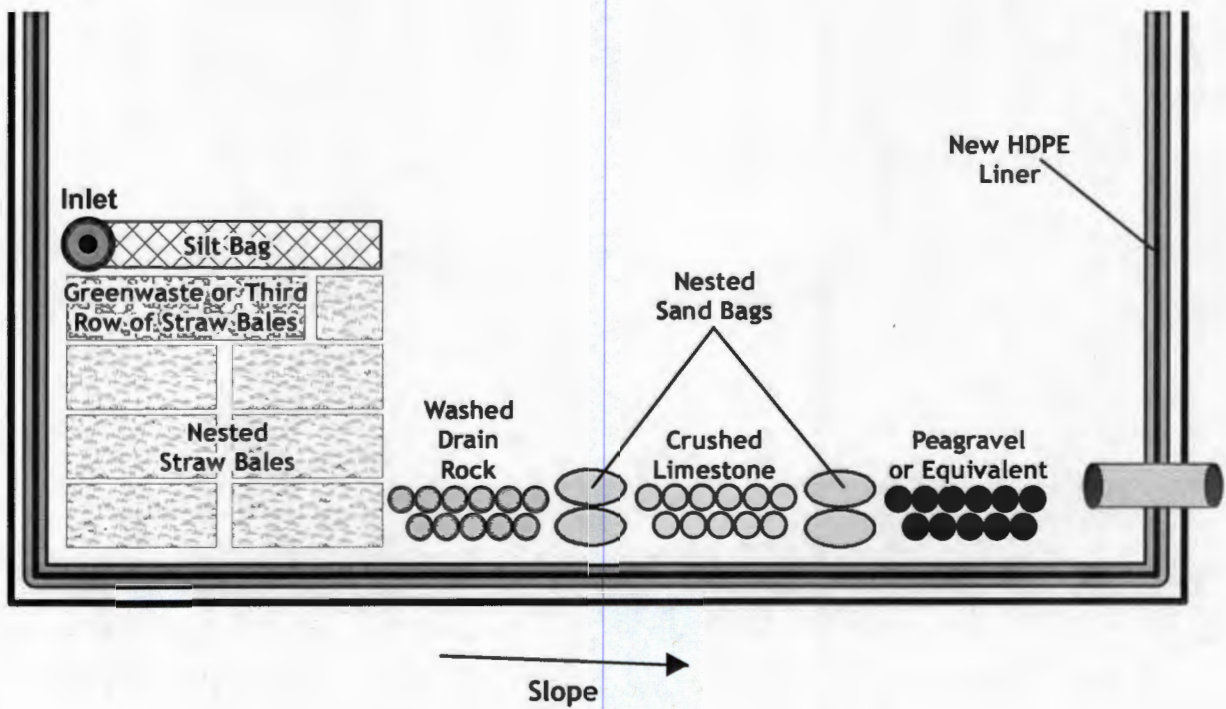 New HDPE
Liner
Inlet
Silt Bag
Greenwaste or Third
Row of Straw Bales
Nested
Sand Bags
Nested
Straw Bales
Washed
Drain
Rock
Crushed
Limestone
Peagravel
or Equivalent
Slope